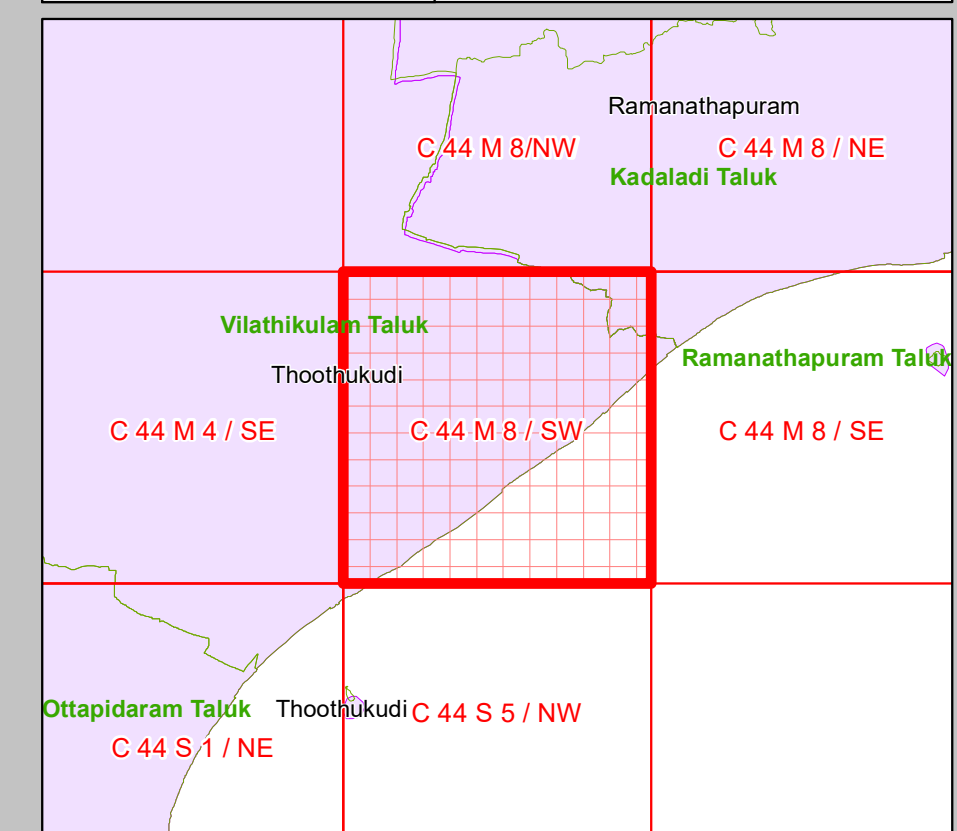 Ramanathapuram
C 44 M 8/NW
C 44 M 8 / NE
Kadaladi Taluk
Vilathikulam Taluk
Ramanathapuram Taluk
Thoothukudi
C 44 M 4 / SE
C 44 M 8 / SW
C 44 M 8 / SE
Ottapidaram Taluk
Thoothukudi
C 44 S 5 / NW
C 44 S 1 / NE